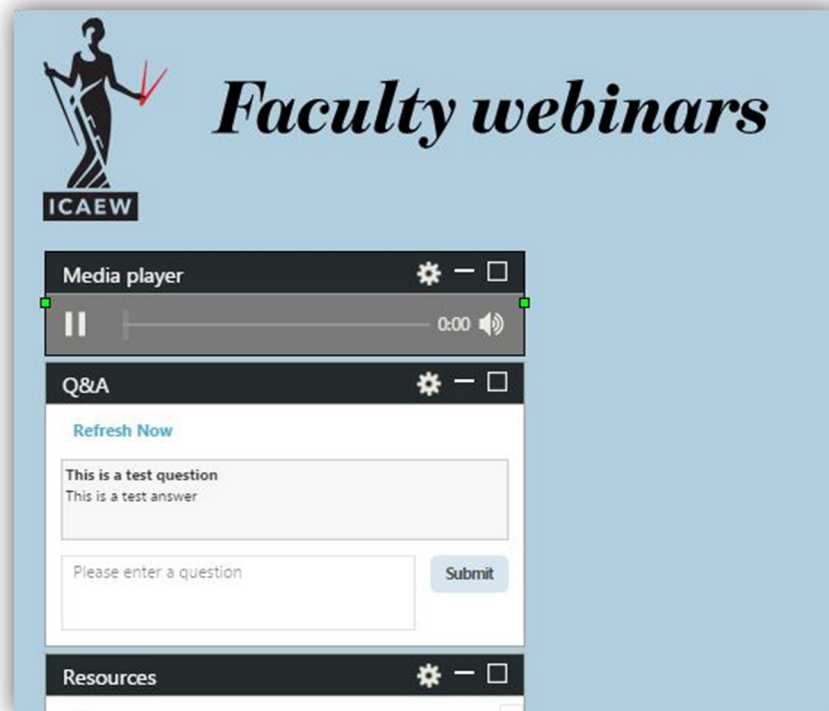 Faculty webinars
ICAEW
Media player
0:00
Q&A
Refresh Now
This is a test question
This is a test answer
Please enter a question
Submit
Resources